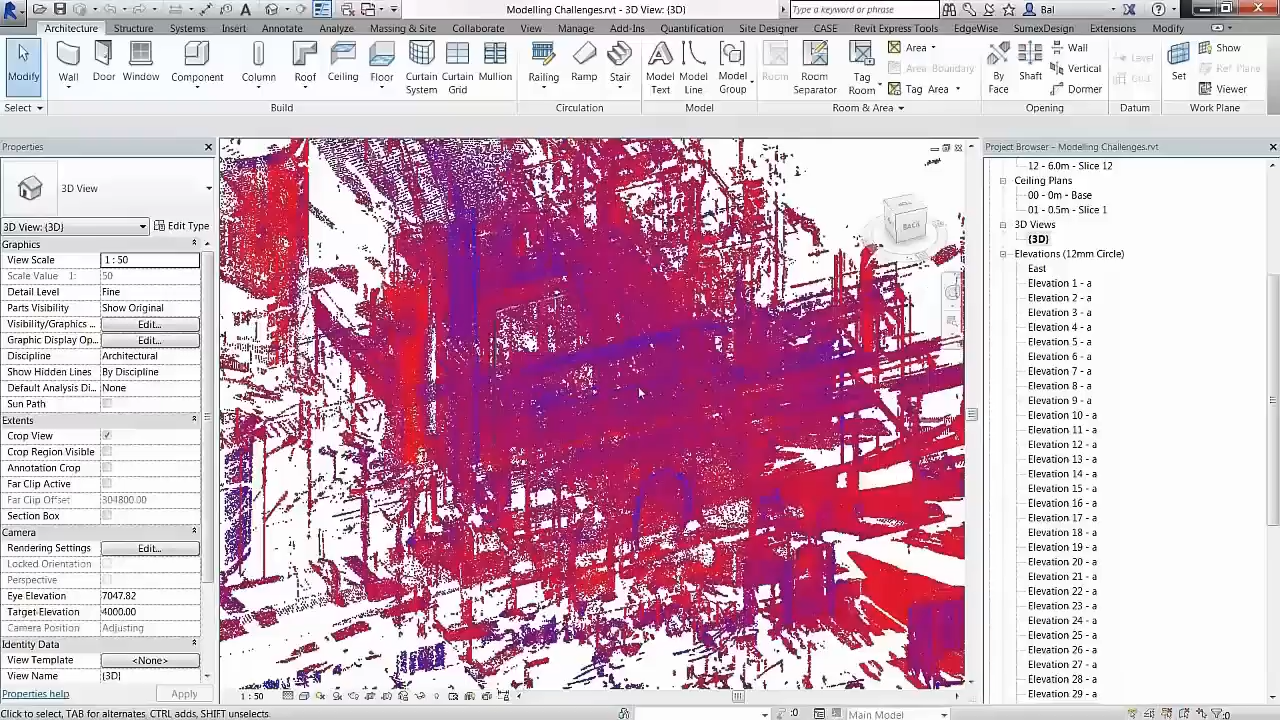 Modelling Challenges.rvt - 3D View: {3D}
Type a keyword or phrase
Bal
Architecture Structure Systems Insert Annotate Analyze Massing & Site Collaborate View Manage Add-Ins Quantification Site Designer CASE Revit Express Tools EdgeWise SumexDesign Extensions Modify
Modify
Wall
Door
Window
Component
Column
Roof
Ceiling
Floor
Curtain System
Curtain Grid
Mullion
Railing
Ramp
Stair
Model Text
Model Line
Model Group
Room
Room Separator
Tag Room
Area
Area Boundary
Tag Area
By Face
Shaft
Wall
Vertical
Dormer
Level
Grid
Set
Show
Ref Plane
Viewer
Select Build Circulation Model Room & Area Opening Datum Work Plane
Properties
3D View
3D View: {3D} Edit Type
Graphics
View Scale 1 : 50
Scale Value 1: 50
Detail Level Fine
Parts Visibility Show Original
Visibility/Graphics ... Edit...
Graphic Display Op... Edit...
Discipline Architectural
Show Hidden Lines By Discipline
Default Analysis Di... None
Sun Path
Extents
Crop View
Crop Region Visible
Annotation Crop
Far Clip Active
Far Clip Offset 304800.00
Section Box
Camera
Rendering Settings Edit...
Locked Orientation
Perspective
Eye Elevation 7047.82
Target Elevation 4000.00
Camera Position Adjusting
Identity Data
View Template <None>
View Name {3D}
Properties help Apply
BACK
1 : 50
Project Browser - Modelling Challenges.rvt
12 - 6.0m - Slice 12
Ceiling Plans
00 - 0m - Base
01 - 0.5m - Slice 1
3D Views
{3D}
Elevations (12mm Circle)
East
Elevation 1 - a
Elevation 2 - a
Elevation 3 - a
Elevation 4 - a
Elevation 5 - a
Elevation 6 - a
Elevation 7 - a
Elevation 8 - a
Elevation 9 - a
Elevation 10 - a
Elevation 11 - a
Elevation 12 - a
Elevation 13 - a
Elevation 14 - a
Elevation 15 - a
Elevation 16 - a
Elevation 17 - a
Elevation 18 - a
Elevation 19 - a
Elevation 20 - a
Elevation 21 - a
Elevation 22 - a
Elevation 23 - a
Elevation 24 - a
Elevation 25 - a
Elevation 26 - a
Elevation 27 - a
Elevation 28 - a
Elevation 29 - a
Click to select, TAB for alternates, CTRL adds, SHIFT unselects.
:0
Main Model
:0